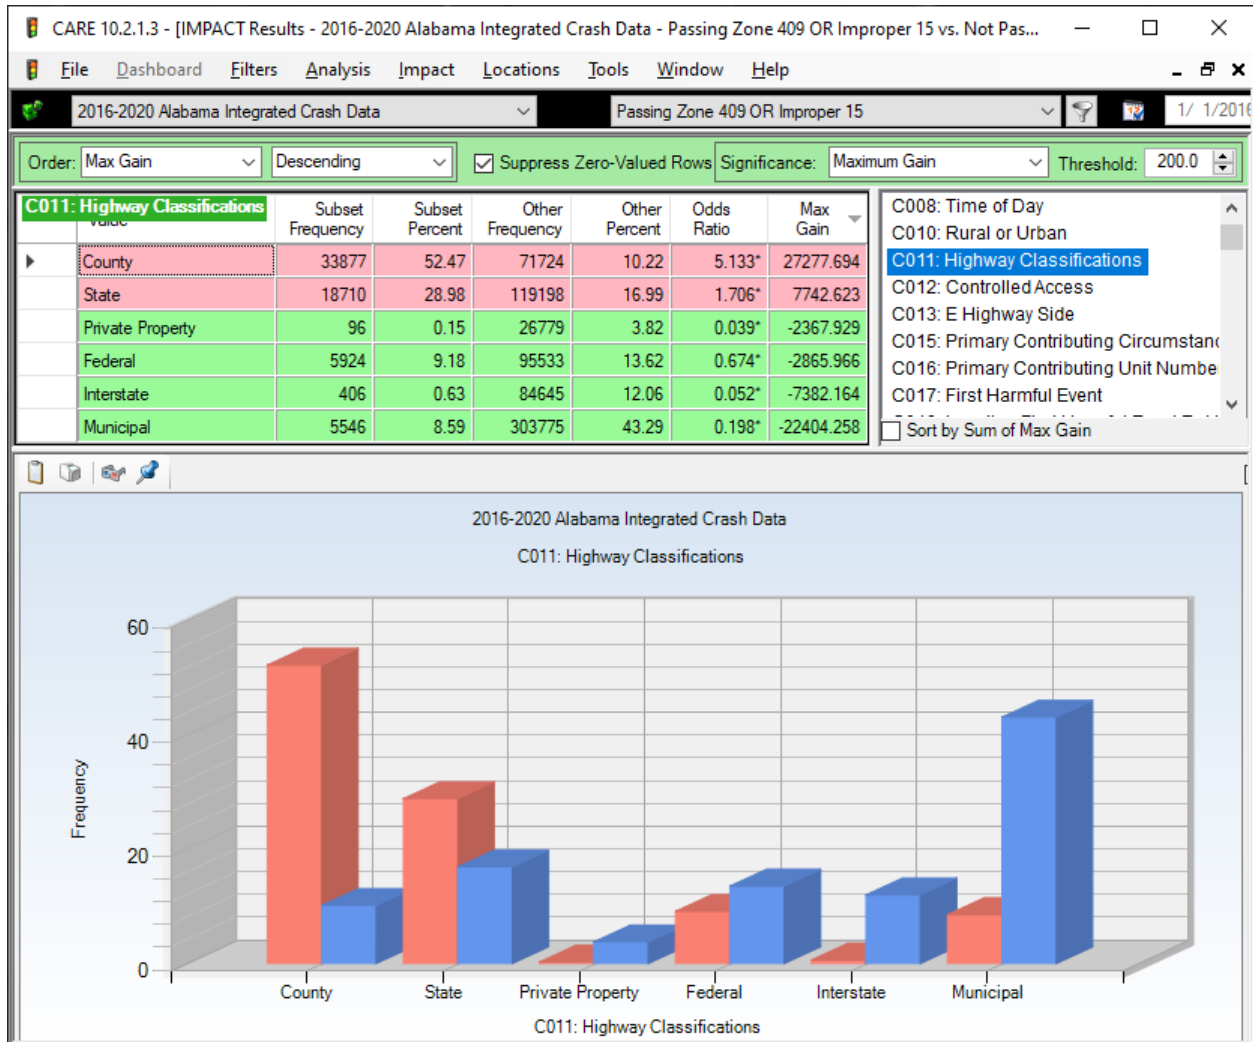 CARE 10.2.1.3 - [IMPACT Results - 2016-2020 Alabama Integrated Crash Data - Passing Zone 409 OR Improper 15 vs. Not Pas...
File Dashboard Filters Analysis Impact Locations Tools Window Help
2016-2020 Alabama Integrated Crash Data Passing Zone 409 OR Improper 15 1/ 1/2016
Order: Max Gain Descending Suppress Zero-Valued Rows Significance: Maximum Gain Threshold: 200.0
C011: Highway Classifications Subset Frequency Subset Percent Other Frequency Other Percent Odds Ratio Max Gain
County 33877 52.47 71724 10.22 5.133* 27277.694
State 18710 28.98 119198 16.99 1.706* 7742.623
Private Property 96 0.15 26779 3.82 0.039* -2367.929
Federal 5924 9.18 95533 13.62 0.674* -2865.966
Interstate 406 0.63 84645 12.06 0.052* -7382.164
Municipal 5546 8.59 303775 43.29 0.198* -22404.258
C008: Time of Day
C010: Rural or Urban
C011: Highway Classifications
C012: Controlled Access
C013: E Highway Side
C015: Primary Contributing Circumstanc
C016: Primary Contributing Unit Numbe
C017: First Harmful Event
Sort by Sum of Max Gain
2016-2020 Alabama Integrated Crash Data
C011: Highway Classifications
60
40
20
0
Frequency
County State Private Property Federal Interstate Municipal
C011: Highway Classifications